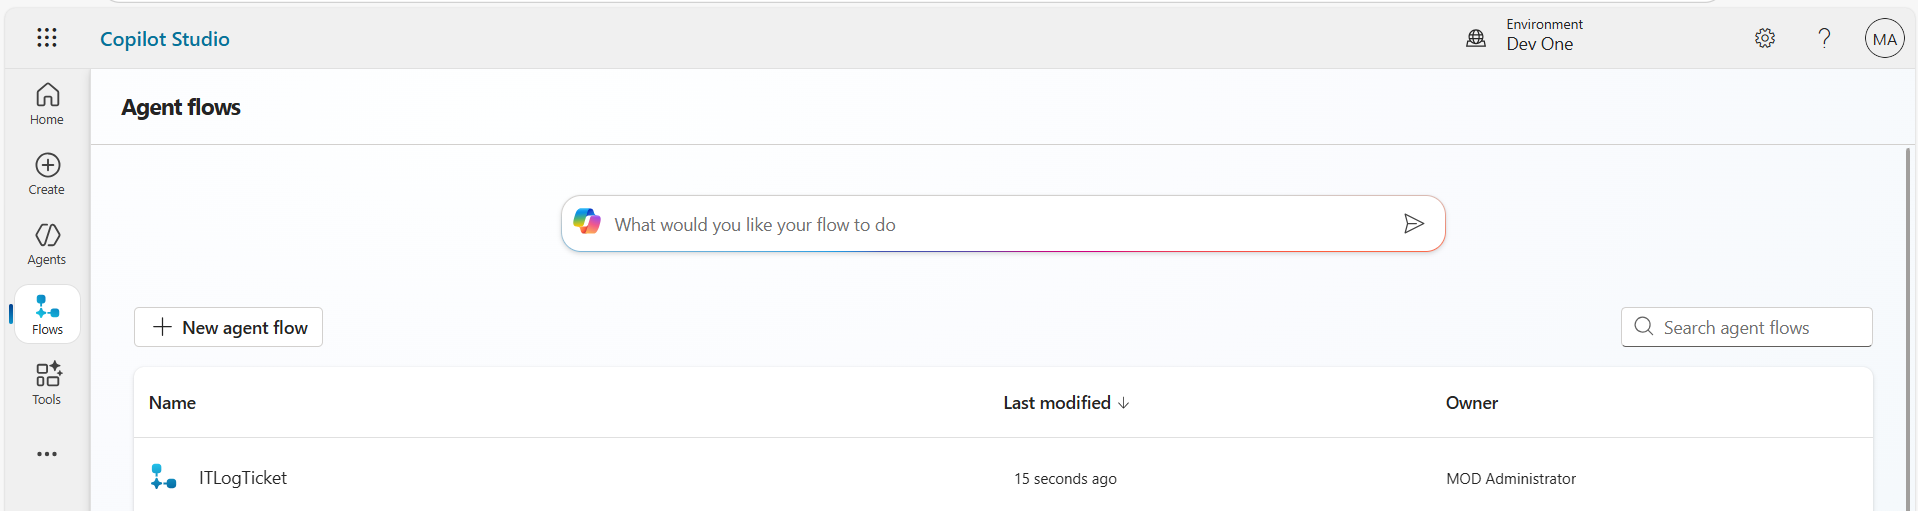 Copilot Studio
Environment
Dev One
MA
Home
Create
Agents
Flows
Tools
Agent flows
What would you like your flow to do
New agent flow
Search agent flows
Name
Last modified
Owner
ITLogTicket
15 seconds ago
MOD Administrator